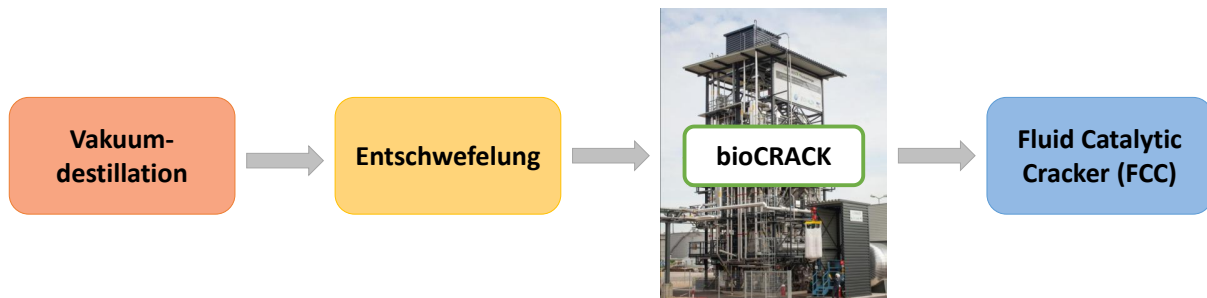 Vakuum-
destillation
Entschwefelung
bioCRACK
Fluid Catalytic
Cracker (FCC)